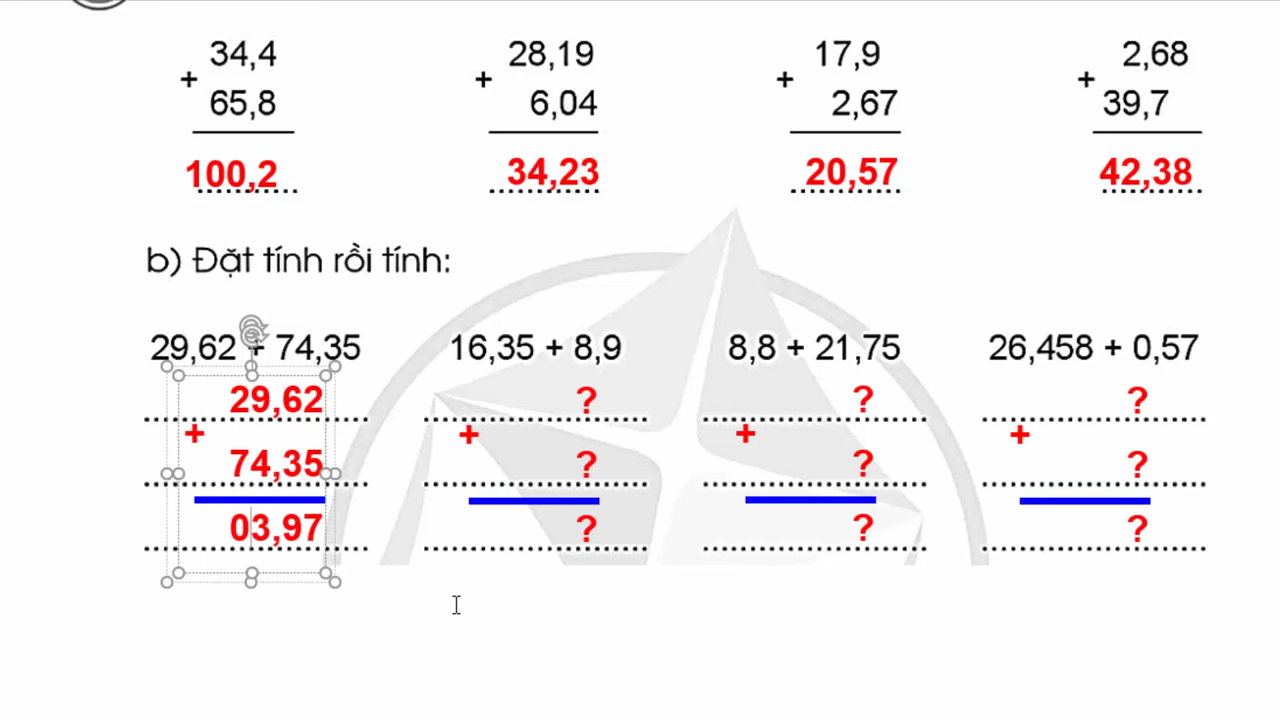 34,4 28,19 17,9 2,68
+ + + +
65,8 6,04 2,67 39,7
100,2 34,23 20,57 42,38
b) Đặt tính rồi tính:
29,62 + 74,35 16,35 + 8,9 8,8 + 21,75 26,458 + 0,57
29,62 ? ? ?
+ + + +
74,35 ? ? ?
03,97 ? ? ?